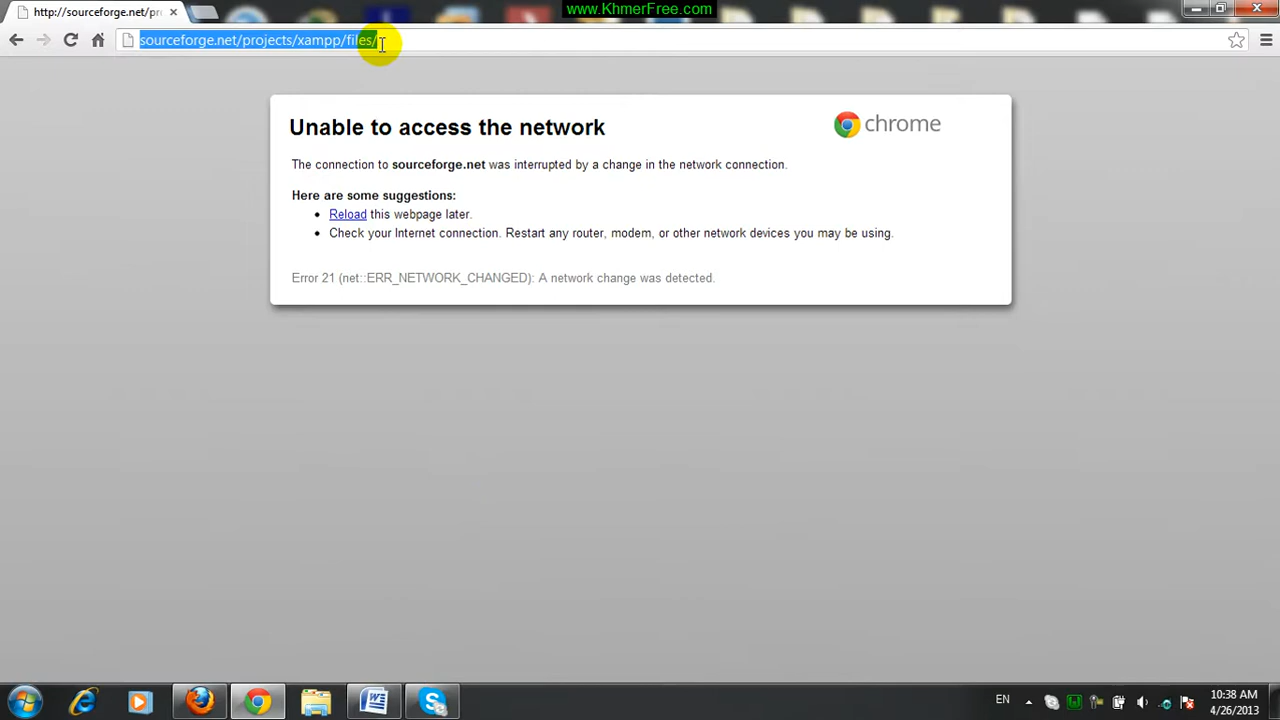 www.KhmerFree.com
http://sourceforge.net/pro
sourceforge.net/projects/xampp/files/
Unable to access the network
chrome
The connection to sourceforge.net was interrupted by a change in the network connection.
Here are some suggestions:
• Reload this webpage later.
• Check your Internet connection. Restart any router, modem, or other network devices you may be using.
Error 21 (net::ERR_NETWORK_CHANGED): A network change was detected.
EN
10:38 AM
4/26/2013